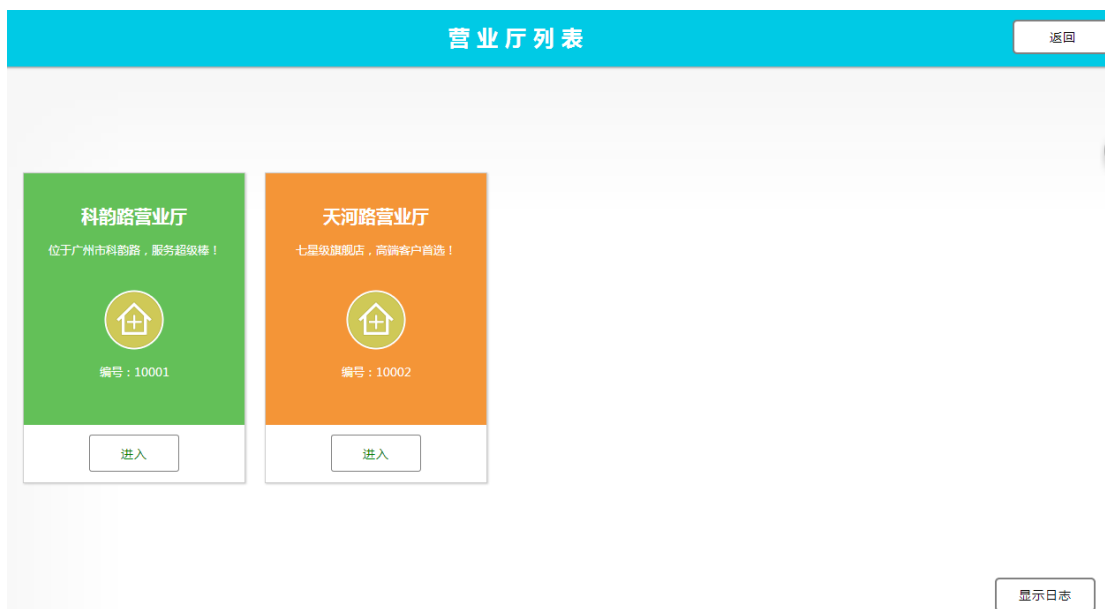 营业厅列表
返回
科韵路营业厅
位于广州市科韵路，服务超级棒！
编号：10001
进入
天河路营业厅
七星级旗舰店，高端客户首选！
编号：10002
进入
显示日志